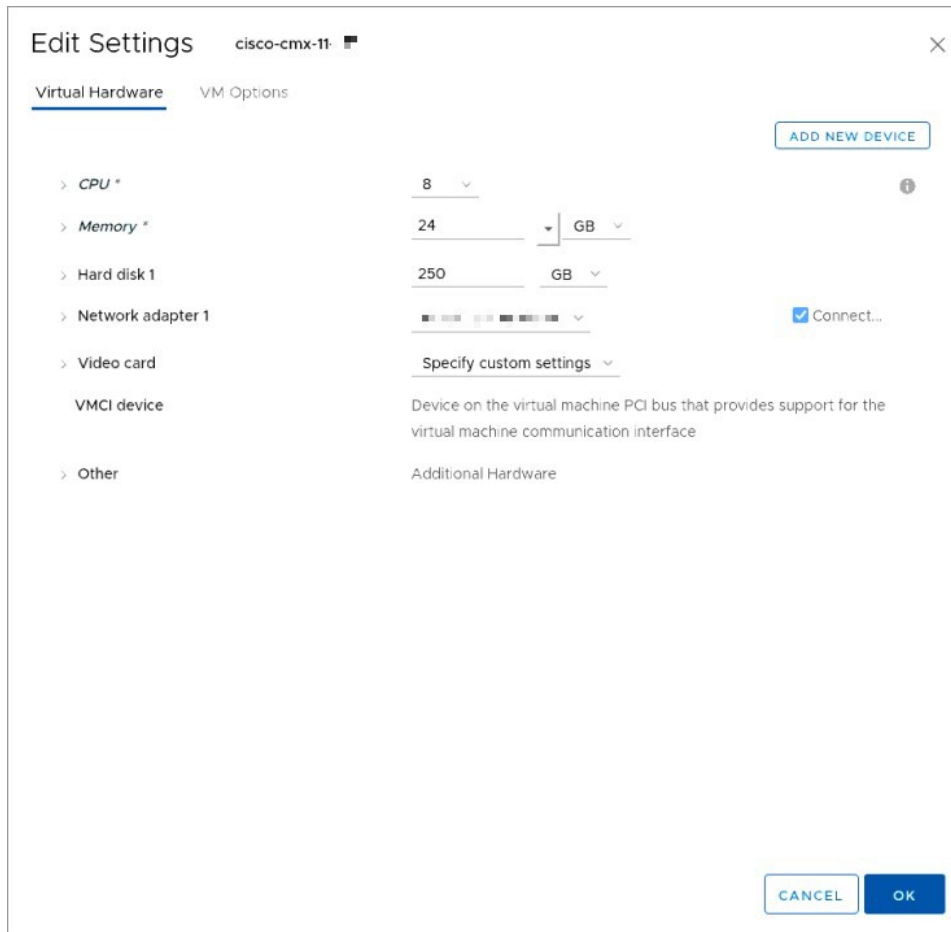 Edit Settings cisco-cmx-11-
Virtual Hardware VM Options
ADD NEW DEVICE
CPU * 8
Memory * 24 GB
Hard disk 1 250 GB
Network adapter 1 Connect...
Video card Specify custom settings
VMCI device Device on the virtual machine PCI bus that provides support for the
virtual machine communication interface
Other Additional Hardware
CANCEL OK